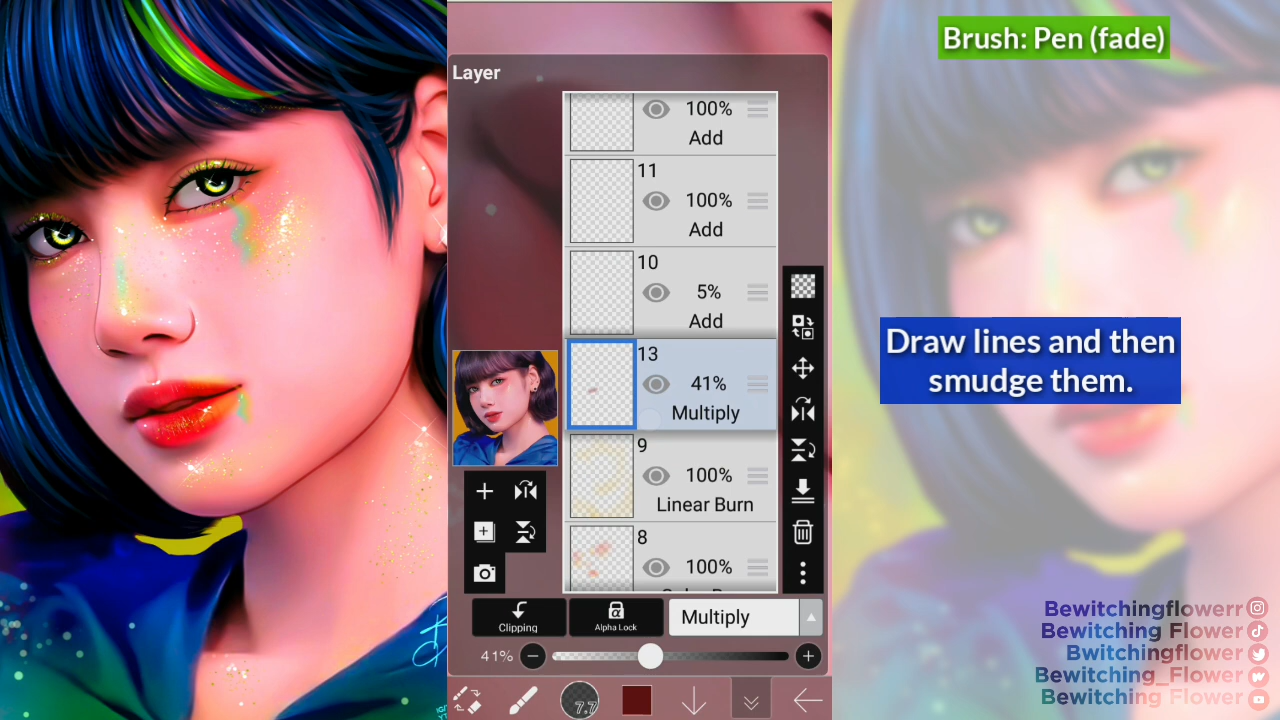 Layer
100%
Add
11
100%
Add
10
5%
Add
13
41%
Multiply
9
100%
Linear Burn
8
100%
Clipping
α
Alpha Lock
Multiply
41%
7.7
Brush: Pen (fade)
Draw lines and then
smudge them.
Bewitchingflowerr
Bewitching Flower
Bwitchingflower
Bewitching_Flower
Bewitching Flower